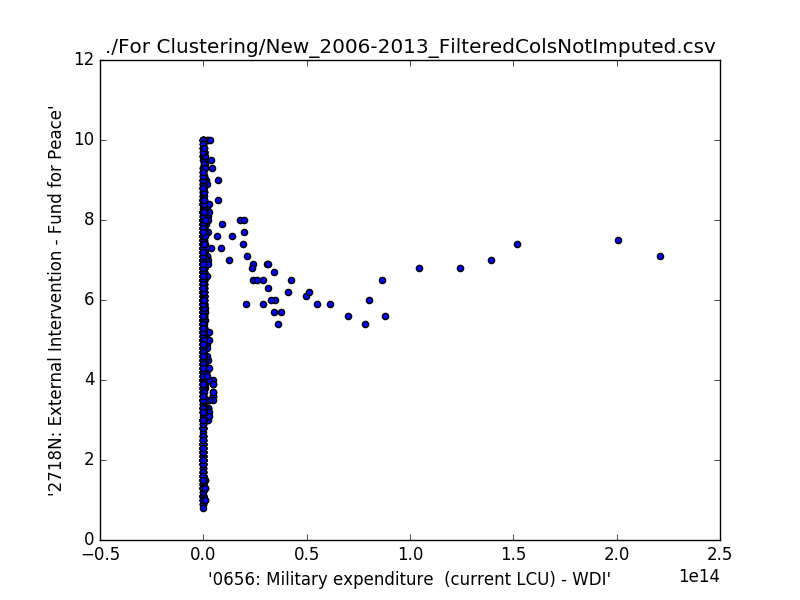 ./For Clustering/New_2006-2013_FilteredColsNotImputed.csv
12
10
8
6
4
2
0
'2718N: External Intervention - Fund for Peace'
−0.5 0.0 0.5 1.0 1.5 2.0 2.5
1e14
'0656: Military expenditure  (current LCU) - WDI'